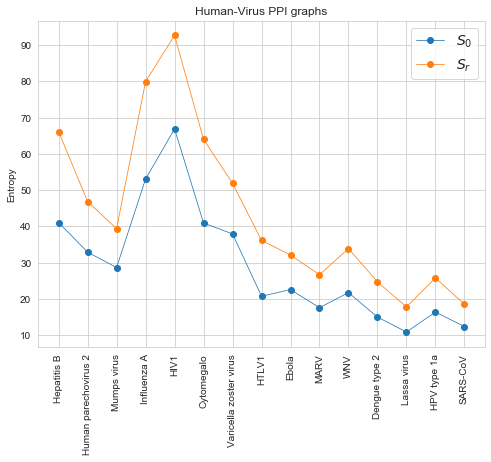 Human-Virus PPI graphs
S0
Sr
Entropy
90
80
70
60
50
40
30
20
10
Hepatitis B
Human parechovirus 2
Mumps virus
Influenza A
HIV1
Cytomegalo
Varicella zoster virus
HTLV1
Ebola
MARV
WNV
Dengue type 2
Lassa virus
HPV type 1a
SARS-CoV